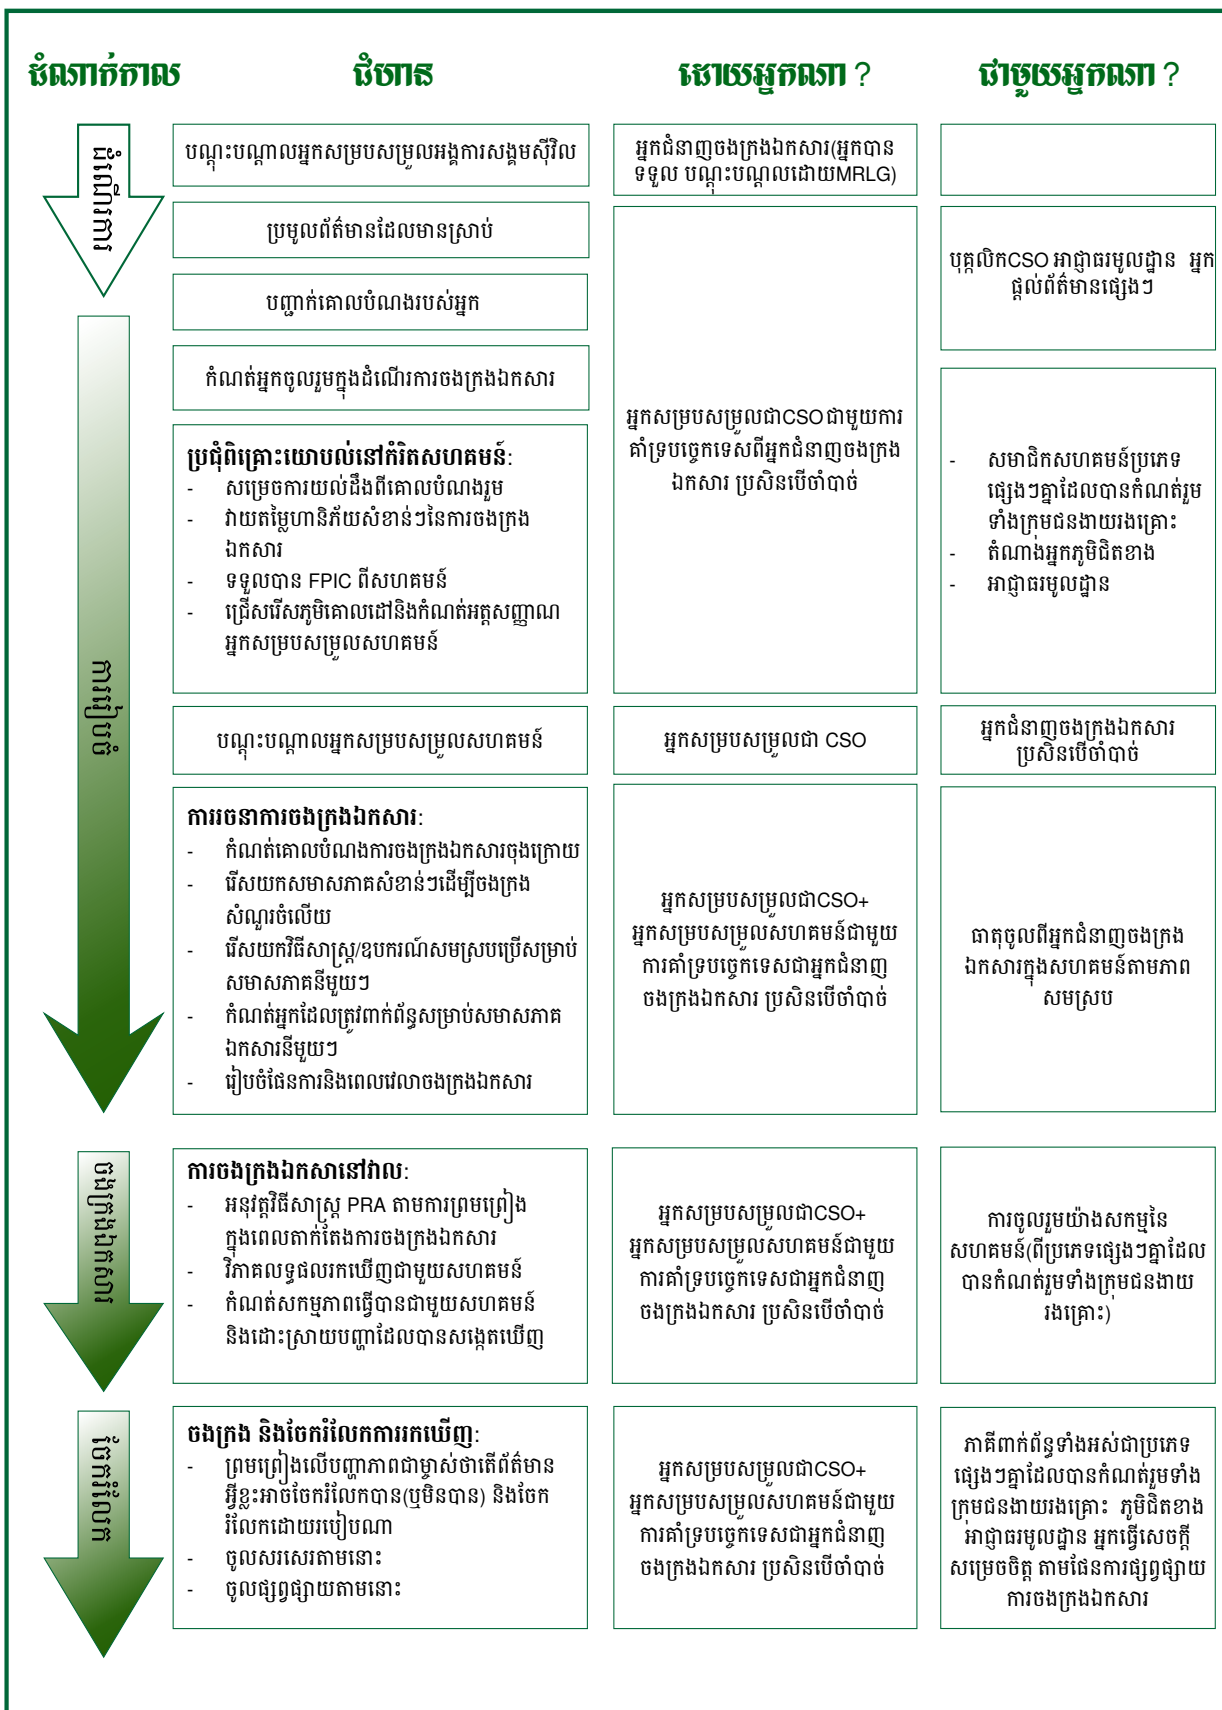 ដំណាក់កាល
ជំហាន
ដោយអ្នកណា ?
ជាមួយអ្នកណា ?
ដំណើរការ
បណ្តុះបណ្តាលអ្នកសម្របសម្រួលអង្គការសង្គមស៊ីវិល
អ្នកជំនាញចងក្រងឯកសារ(អ្នកបាន
ទទួល បណ្តុះបណ្តលដោយMRLG)
ប្រមូលព័ត៌មានដែលមានស្រាប់
បញ្ជាក់គោលបំណងរបស់អ្នក
បុគ្គលិកCSO អាជ្ញាធរមូលដ្ឋាន អ្នក
ផ្តល់ព័ត៌មានផ្សេងៗ
ការរៀបចំ
កំណត់អ្នកចូលរួមក្នុងដំណើរការចងក្រងឯកសារ
អ្នកសម្របសម្រួលជាCSO ជាមួយការ
គាំទ្របច្ចេកទេសពីអ្នកជំនាញចងក្រង
ឯកសារ ប្រសិនបើចាំបាច់
ប្រជុំពិគ្រោះយោបល់នៅកំរិតសហគមន៍:
- សម្រេចការយល់ដឹងពីគោលបំណងរួម
- វាយតម្លៃហានិភ័យសំខាន់ៗនៃការចងក្រង
ឯកសារ
- ទទួលបាន FPIC ពីសហគមន៍
- ជ្រើសរើសភូមិគោលដៅនិងកំណត់អត្តសញ្ញាណ
អ្នកសម្របសម្រួលសហគមន៍
- សមាជិកសហគមន៍ប្រភេទ
ផ្សេងៗគ្នាដែលបានកំណត់រួម
ទាំងក្រុមជនងាយរងគ្រោះ
- តំណាងអ្នកភូមិជិតខាង
- អាជ្ញាធរមូលដ្ឋាន
បណ្តុះបណ្តាលអ្នកសម្របសម្រួលសហគមន៍
អ្នកសម្របសម្រួលជា CSO
អ្នកជំនាញចងក្រងឯកសារ
ប្រសិនបើចាំបាច់
ការរចនាការចងក្រងឯកសារ:
- កំណត់គោលបំណងការចងក្រងឯកសារចុងក្រោយ
- រើសយកសមាសភាគសំខាន់ៗដើម្បីចងក្រង
សំណួរចំលើយ
- រើសយកវិធីសាស្ត្រ/ឧបករណ៍សមស្របប្រើសម្រាប់
សមាសភាគនីមួយៗ
- កំណត់អ្នកដែលត្រូវពាក់ព័ន្ធសម្រាប់សមាសភាគ
ឯកសារនីមួយៗ
- រៀបចំផែនការនិងពេលវេលាចងក្រងឯកសារ
អ្នកសម្របសម្រួលជាCSO+
អ្នកសម្របសម្រួលសហគមន៍ជាមួយ
ការគាំទ្របច្ចេកទេសជាអ្នកជំនាញ
ចងក្រងឯកសារ ប្រសិនបើចាំបាច់
ធាតុចូលពីអ្នកជំនាញចងក្រង
ឯកសារក្នុងសហគមន៍តាមភាព
សមស្រប
ចងក្រងឯកសារ
ការចងក្រងឯកសានៅវាល:
- អនុវត្តវិធីសាស្ត្រ PRA តាមការព្រមព្រៀង
ក្នុងពេលតាក់តែងការចងក្រងឯកសារ
- វិភាគលទ្ធផលរកឃើញជាមួយសហគមន៍
- កំណត់សកម្មភាពធ្វើបានជាមួយសហគមន៍
និងដោះស្រាយបញ្ហាដែលបានសង្កេតឃើញ
អ្នកសម្របសម្រួលជាCSO+
អ្នកសម្របសម្រួលសហគមន៍ជាមួយ
ការគាំទ្របច្ចេកទេសជាអ្នកជំនាញ
ចងក្រងឯកសារ ប្រសិនបើចាំបាច់
ការចូលរួមយ៉ាងសកម្មនៃ
សហគមន៍(ពីប្រភេទផ្សេងៗគ្នាដែល
បានកំណត់រួមទាំងក្រុមជនងាយ
រងគ្រោះ)
ចែករំលែក
ចងក្រង និងចែករំលែកការរកឃើញ:
- ព្រមព្រៀងលើបញ្ហាភាពជាម្ចាស់ថាតើព័ត៌មាន
អ្វីខ្លះអាចចែករំលែកបាន(ឬមិនបាន) និងចែក
រំលែកដោយរបៀបណា
- ចូលសរសេរតាមនោះ
- ចូលផ្សព្វផ្សាយតាមនោះ
អ្នកសម្របសម្រួលជាCSO+
អ្នកសម្របសម្រួលសហគមន៍ជាមួយ
ការគាំទ្របច្ចេកទេសជាអ្នកជំនាញ
ចងក្រងឯកសារ ប្រសិនបើចាំបាច់
ភាគីពាក់ព័ន្ធទាំងអស់ជាប្រភេទ
ផ្សេងៗគ្នាដែលបានកំណត់រួមទាំង
ក្រុមជនងាយរងគ្រោះ ភូមិជិតខាង
អាជ្ញាធរមូលដ្ឋាន អ្នកធ្វើសេចក្តី
សម្រេចចិត្ត តាមផែនការផ្សព្វផ្សាយ
ការចងក្រងឯកសារ